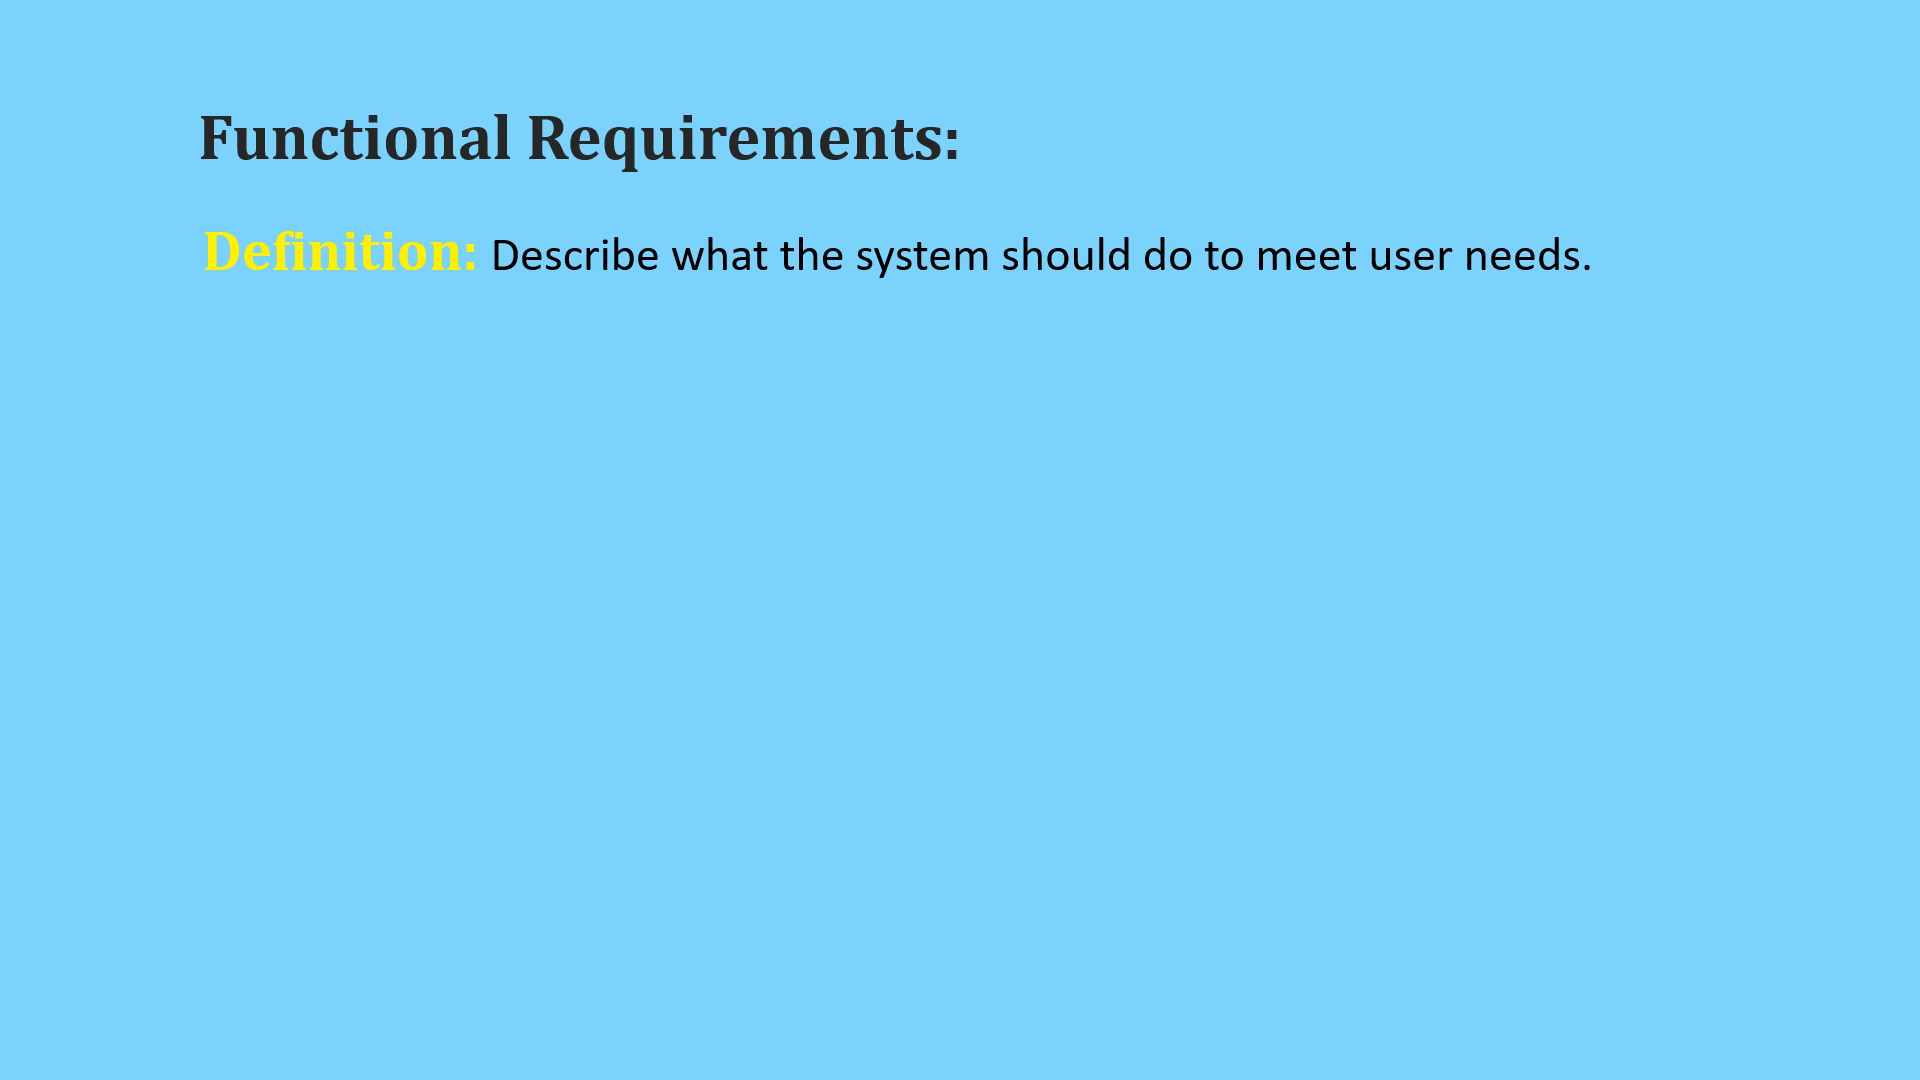 Functional Requirements:
Definition: Describe what the system should do to meet user needs.